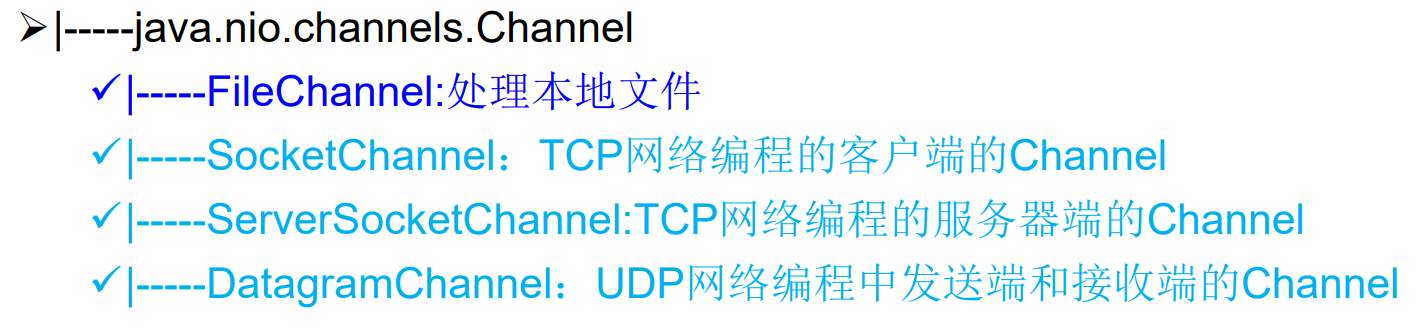 ➢|-----java.nio.channels.Channel
✓|-----FileChannel:处理本地文件
✓|-----SocketChannel：TCP网络编程的客户端的Channel
✓|-----ServerSocketChannel:TCP网络编程的服务器端的Channel
✓|-----DatagramChannel：UDP网络编程中发送端和接收端的Channel